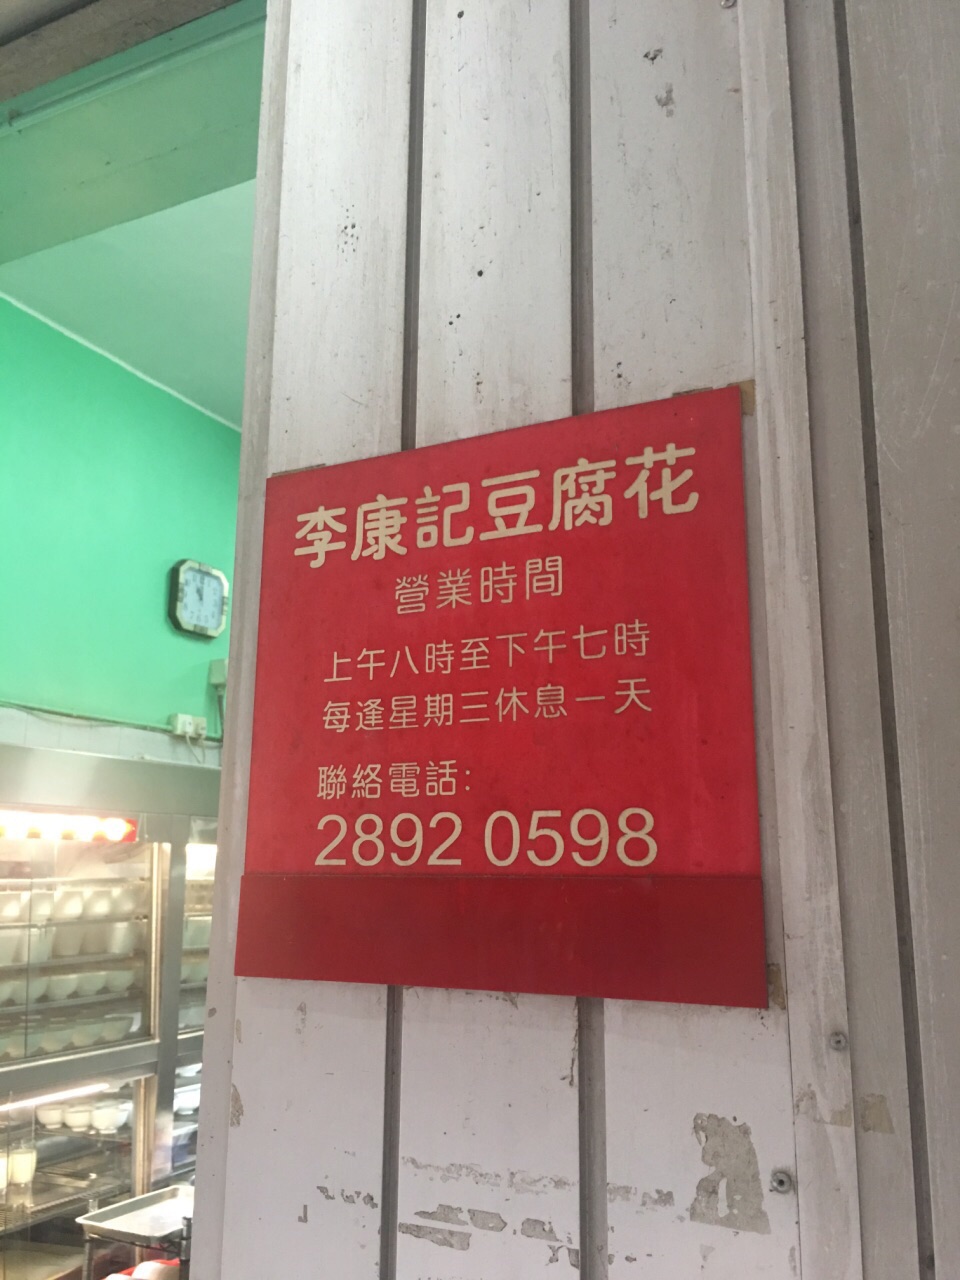 李康記豆腐花
營業時間
上午八時至下午七時
每逢星期三休息一天
聯絡電話:
2892 0598